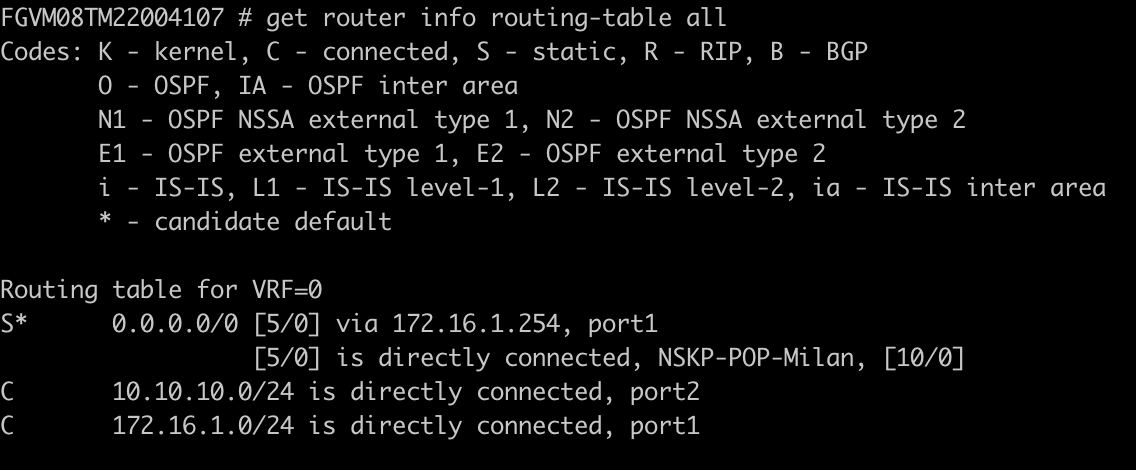 FGVM08TM22004107 # get router info routing-table all
Codes: K - kernel, C - connected, S - static, R - RIP, B - BGP
       O - OSPF, IA - OSPF inter area
       N1 - OSPF NSSA external type 1, N2 - OSPF NSSA external type 2
       E1 - OSPF external type 1, E2 - OSPF external type 2
       i - IS-IS, L1 - IS-IS level-1, L2 - IS-IS level-2, ia - IS-IS inter area
       * - candidate default

Routing table for VRF=0
S*      0.0.0.0/0 [5/0] via 172.16.1.254, port1
                  [5/0] is directly connected, NSKP-POP-Milan, [10/0]
C       10.10.10.0/24 is directly connected, port2
C       172.16.1.0/24 is directly connected, port1